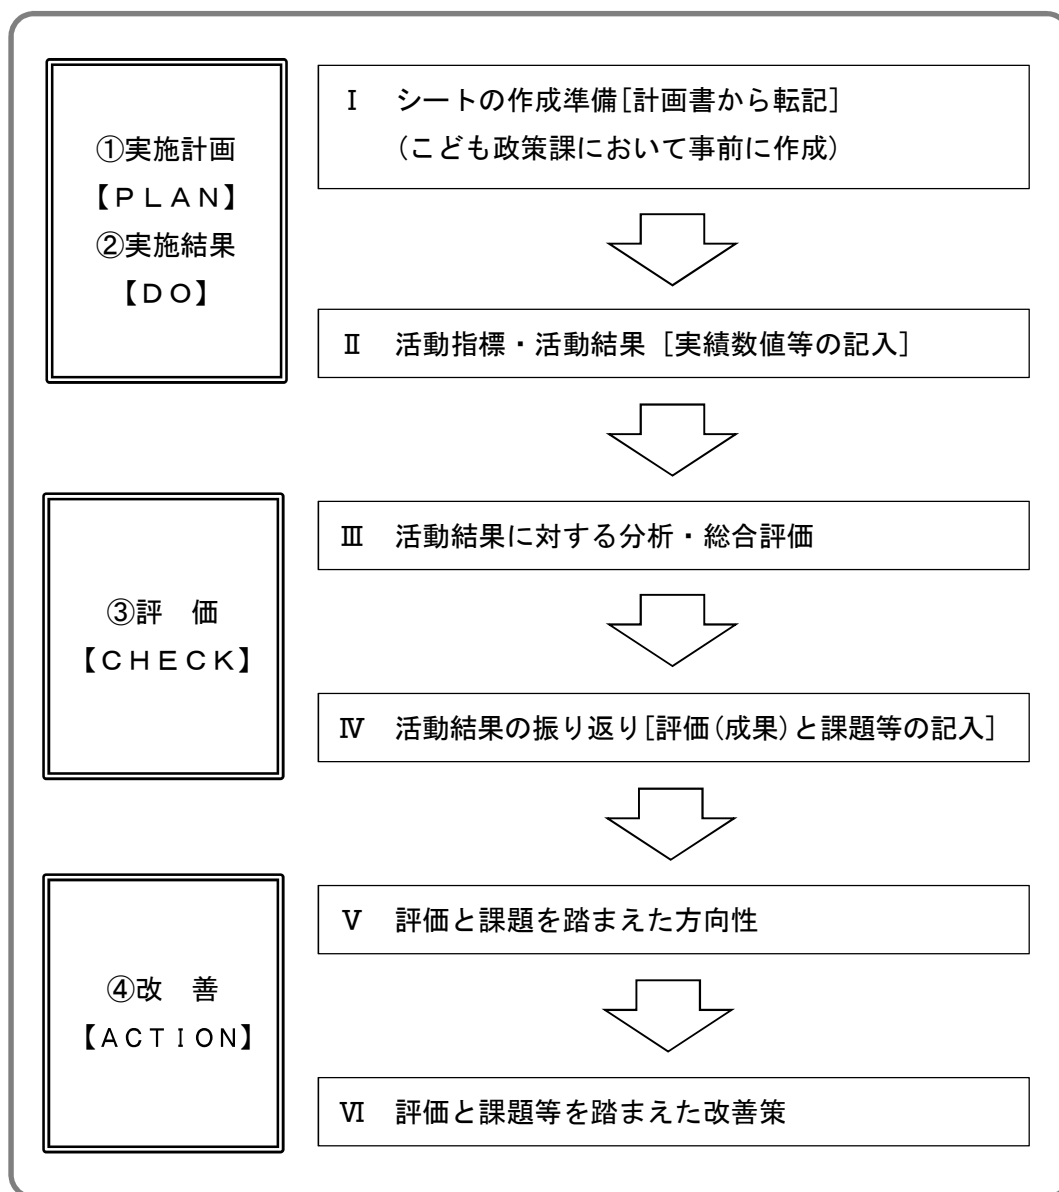 ①実施計画
【ＰＬＡＮ】
②実施結果
【ＤＯ】
Ⅰ　シートの作成準備[計画書から転記]
(こども政策課において事前に作成)
Ⅱ　活動指標・活動結果 [実績数値等の記入]
③評　価
【ＣＨＥＣＫ】
Ⅲ　活動結果に対する分析・総合評価
Ⅳ　活動結果の振り返り[評価(成果)と課題等の記入]
④改　善
【ＡＣＴＩＯＮ】
Ⅴ　評価と課題を踏まえた方向性
Ⅵ　評価と課題等を踏まえた改善策